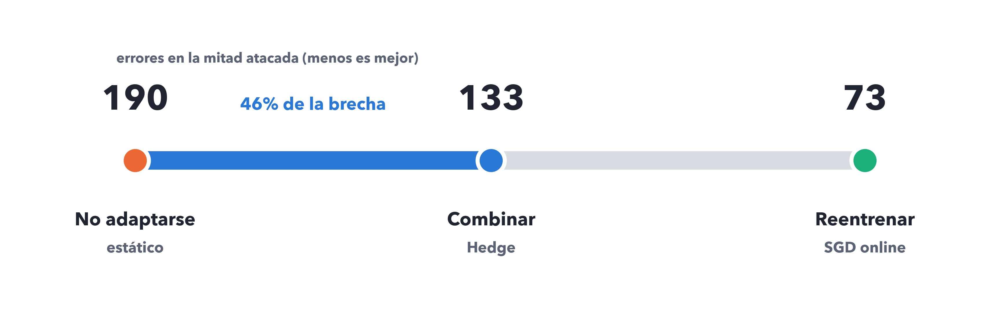 errores en la mitad atacada (menos es mejor)
190
46% de la brecha
133
73
No adaptarse
Combinar
Reentrenar
estático
Hedge
SGD online